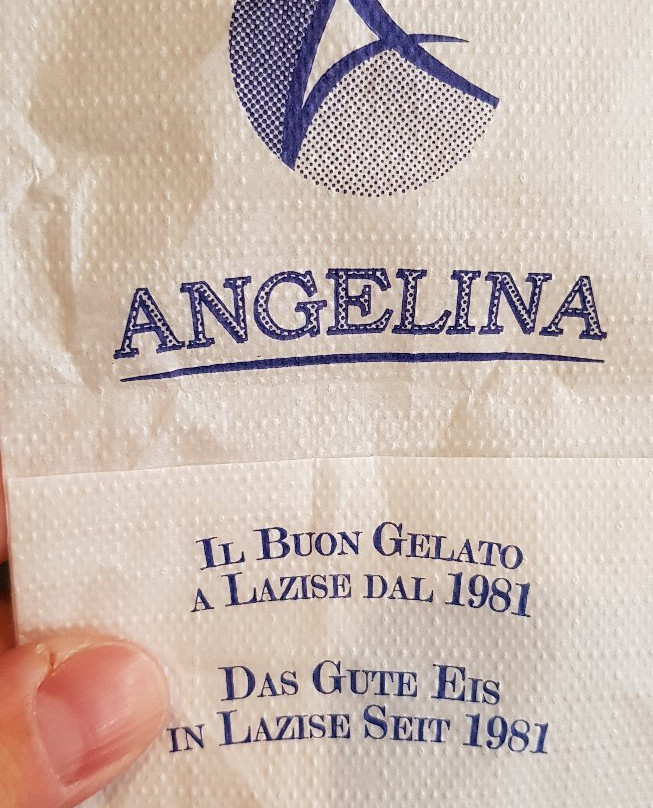 ANGELINA
IL BUON GELATO
A LAZISE DAL 1981
DAS GUTE EIS
IN LAZISE SEIT 1981